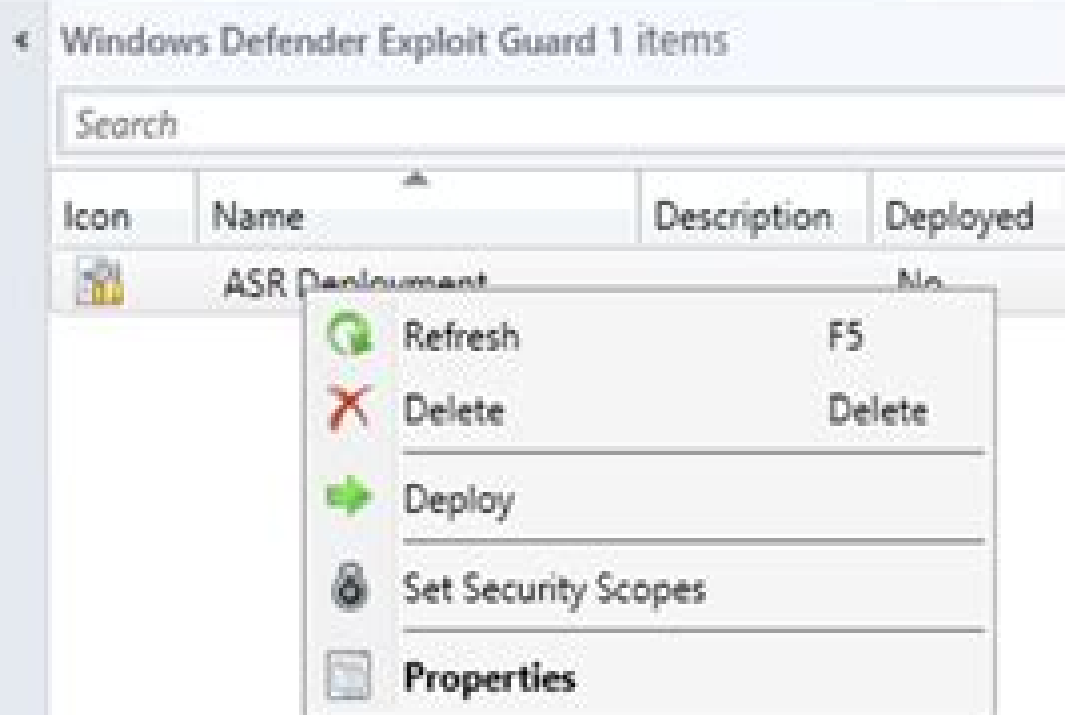 Windows Defender Exploit Guard 1 items
Search
Icon Name Description Deployed
ASR Deployment No
Refresh F5
Delete Delete
Deploy
Set Security Scopes
Properties